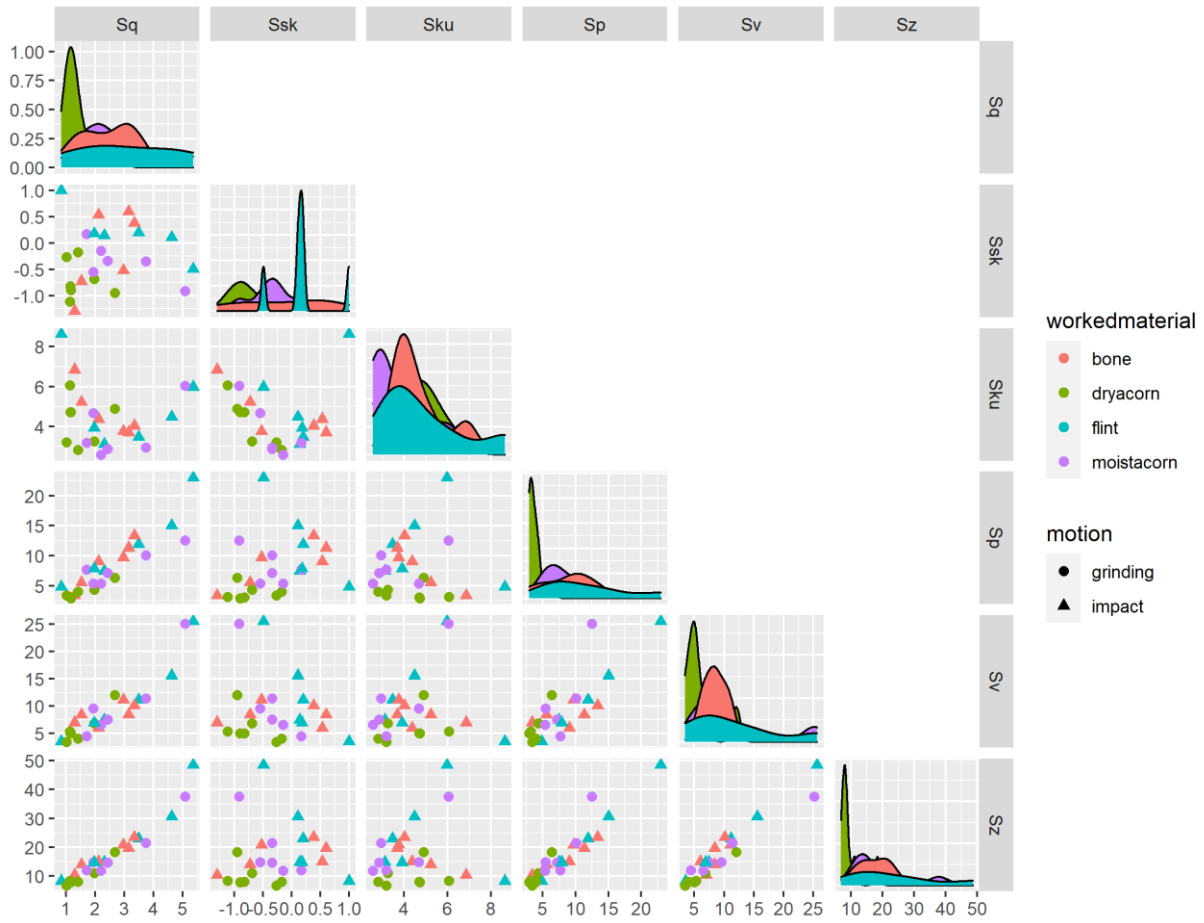 Sq Ssk Sku Sp Sv Sz
1.00
0.75
0.50
0.25
0.00
Sq
1.0
0.5
0.0
-0.5
-1.0
Ssk
8
6
4
Sku
20
15
10
5
Sp
25
20
15
10
5
Sv
50
40
30
20
10
Sz
1 2 3 4 5 -1.0 -0.5 0.0 0.5 1.0 4 6 8 5 10 15 20 5 10 15 20 25 10 20 30 40 50
workedmaterial
bone
dryacorn
flint
moistacorn
motion
grinding
impact